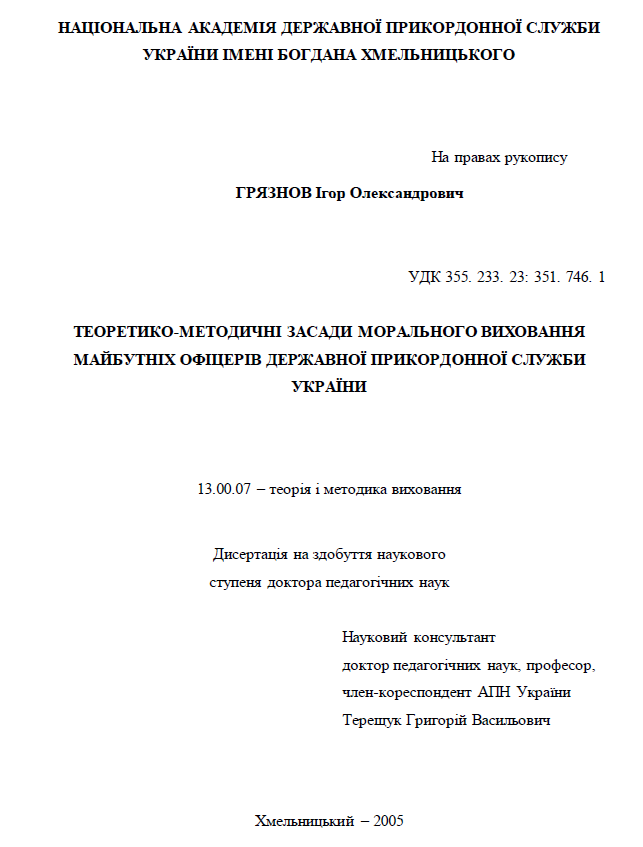 НАЦІОНАЛЬНА АКАДЕМІЯ ДЕРЖАВНОЇ ПРИКОРДОННОЇ СЛУЖБИ
УКРАЇНИ ІМЕНІ БОГДАНА ХМЕЛЬНИЦЬКОГО
На правах рукопису
ГРЯЗНОВ Ігор Олександрович
УДК 355. 233. 23: 351. 746. 1
ТЕОРЕТИКО-МЕТОДИЧНІ ЗАСАДИ МОРАЛЬНОГО ВИХОВАННЯ
МАЙБУТНІХ ОФІЦЕРІВ ДЕРЖАВНОЇ ПРИКОРДОННОЇ СЛУЖБИ
УКРАЇНИ
13.00.07 – теорія і методика виховання
Дисертація на здобуття наукового
ступеня доктора педагогічних наук
Науковий консультант
доктор педагогічних наук, професор,
член-кореспондент АПН України
Терещук Григорій Васильович
Хмельницький – 2005